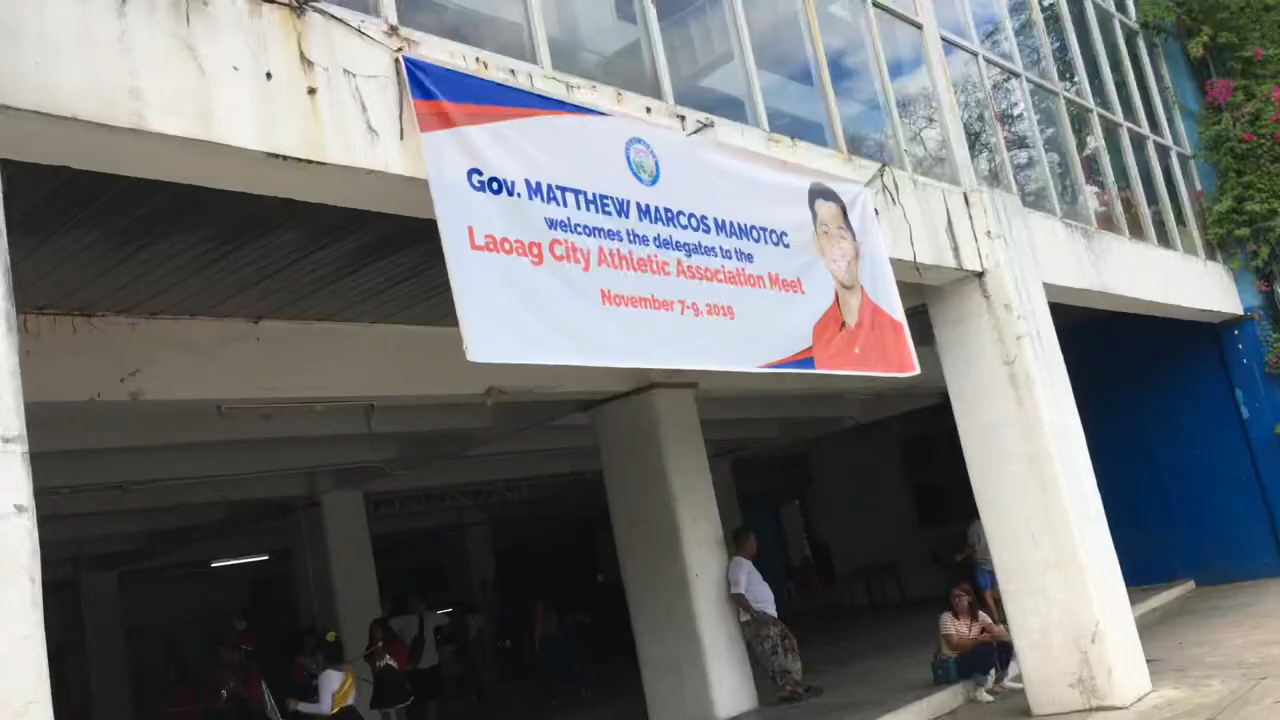 Gov. MATTHEW MARCOS MANOTOC
welcomes the delegates to the
Laoag City Athletic Association Meet
November 7-9, 2019